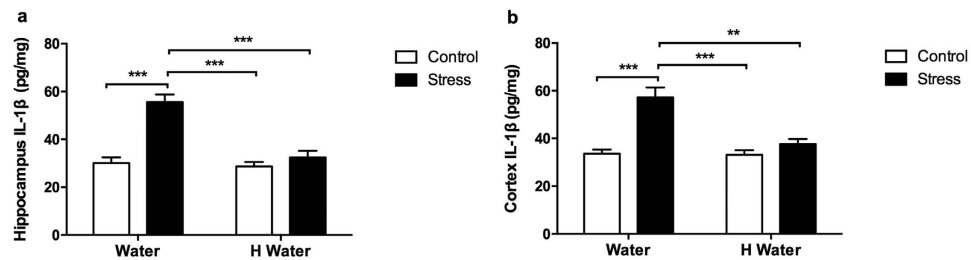 a
Hippocampus IL-1β (pg/mg)
80
60
40
20
0
***
***
***
Water
H Water
Control
Stress
b
Cortex IL-1β (pg/mg)
80
60
40
20
0
**
***
***
Water
H Water
Control
Stress